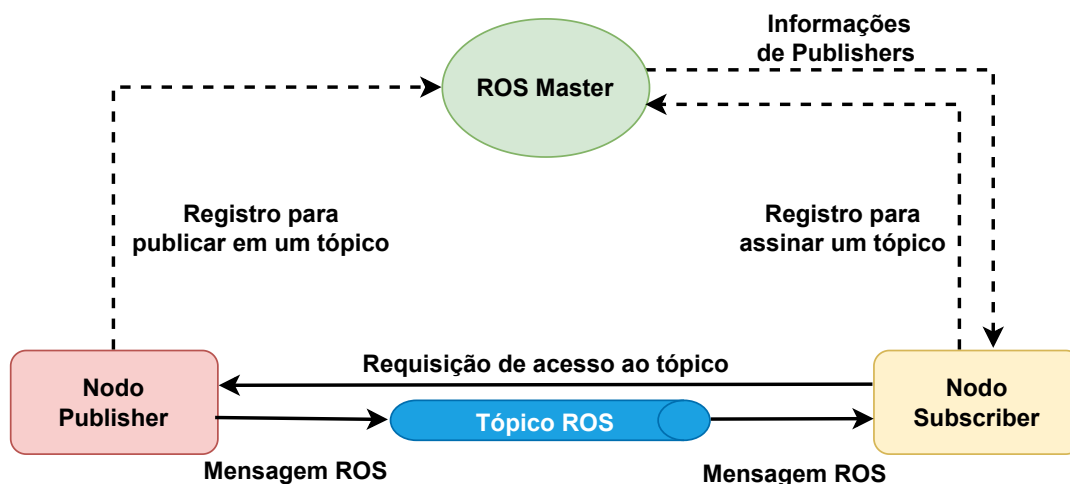 Informações
de Publishers
ROS Master
Registro para
publicar em um tópico
Registro para
assinar um tópico
Requisição de acesso ao tópico
Nodo
Publisher
Tópico ROS
Nodo
Subscriber
Mensagem ROS
Mensagem ROS